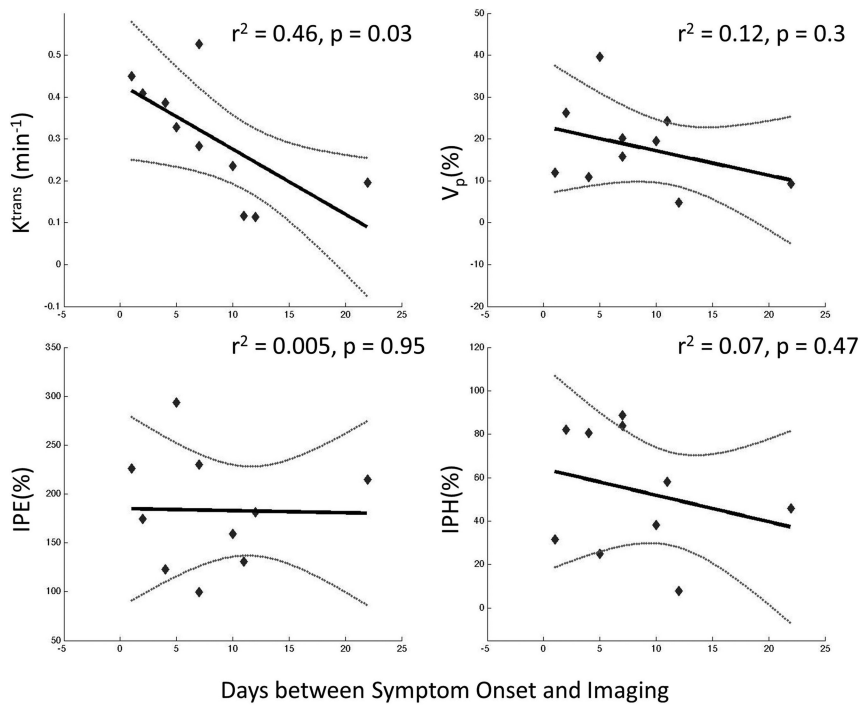 r² = 0.46, p = 0.03
Kᵗʳᵃⁿˢ (min⁻¹)
0.6
0.5
0.4
0.3
0.2
0.1
0
-0.1
-5 0 5 10 15 20 25
r² = 0.12, p = 0.3
Vₚ(%)
50
40
30
20
10
0
-10
-20
-5 0 5 10 15 20 25
r² = 0.005, p = 0.95
IPE(%)
350
300
250
200
150
100
50
-5 0 5 10 15 20 25
r² = 0.07, p = 0.47
IPH(%)
120
100
80
60
40
20
0
-5 0 5 10 15 20 25
Days between Symptom Onset and Imaging